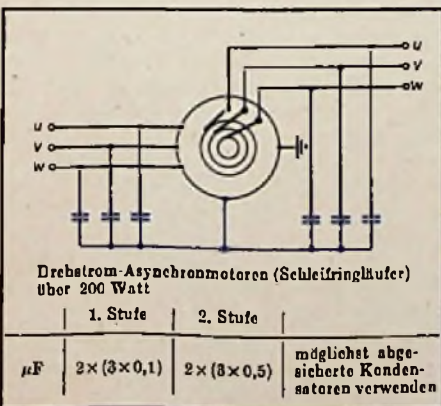 u
v
w
u
v
w
Drehstrom-Asynchronmotoren (Schleifringläufer)
über 200 Watt
1. Stufe 2. Stufe
µF 2×(3×0,1) 2×(3×0,5) möglichst abge-
sicherte Konden-
satoren verwenden